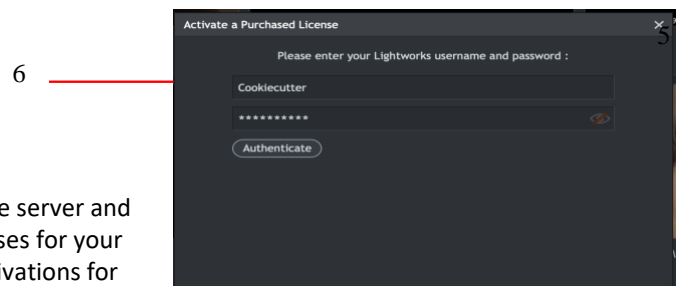 Activate a Purchased License
5
Please enter your Lightworks username and password :
6
Cookiecutter
**********
Authenticate
e server and
ses for your
ivations for